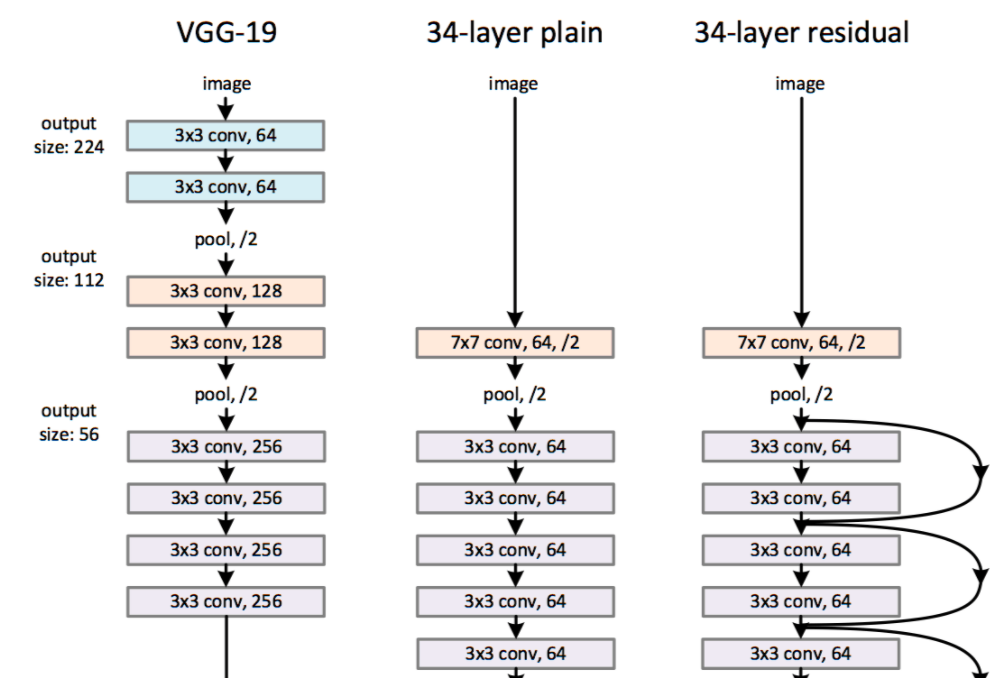 VGG-19
34-layer plain
34-layer residual
image
image
image
output
size: 224
3x3 conv, 64
3x3 conv, 64
pool, /2
output
size: 112
3x3 conv, 128
3x3 conv, 128
7x7 conv, 64, /2
7x7 conv, 64, /2
pool, /2
pool, /2
pool, /2
output
size: 56
3x3 conv, 256
3x3 conv, 64
3x3 conv, 64
3x3 conv, 256
3x3 conv, 64
3x3 conv, 64
3x3 conv, 256
3x3 conv, 64
3x3 conv, 64
3x3 conv, 256
3x3 conv, 64
3x3 conv, 64
3x3 conv, 64
3x3 conv, 64